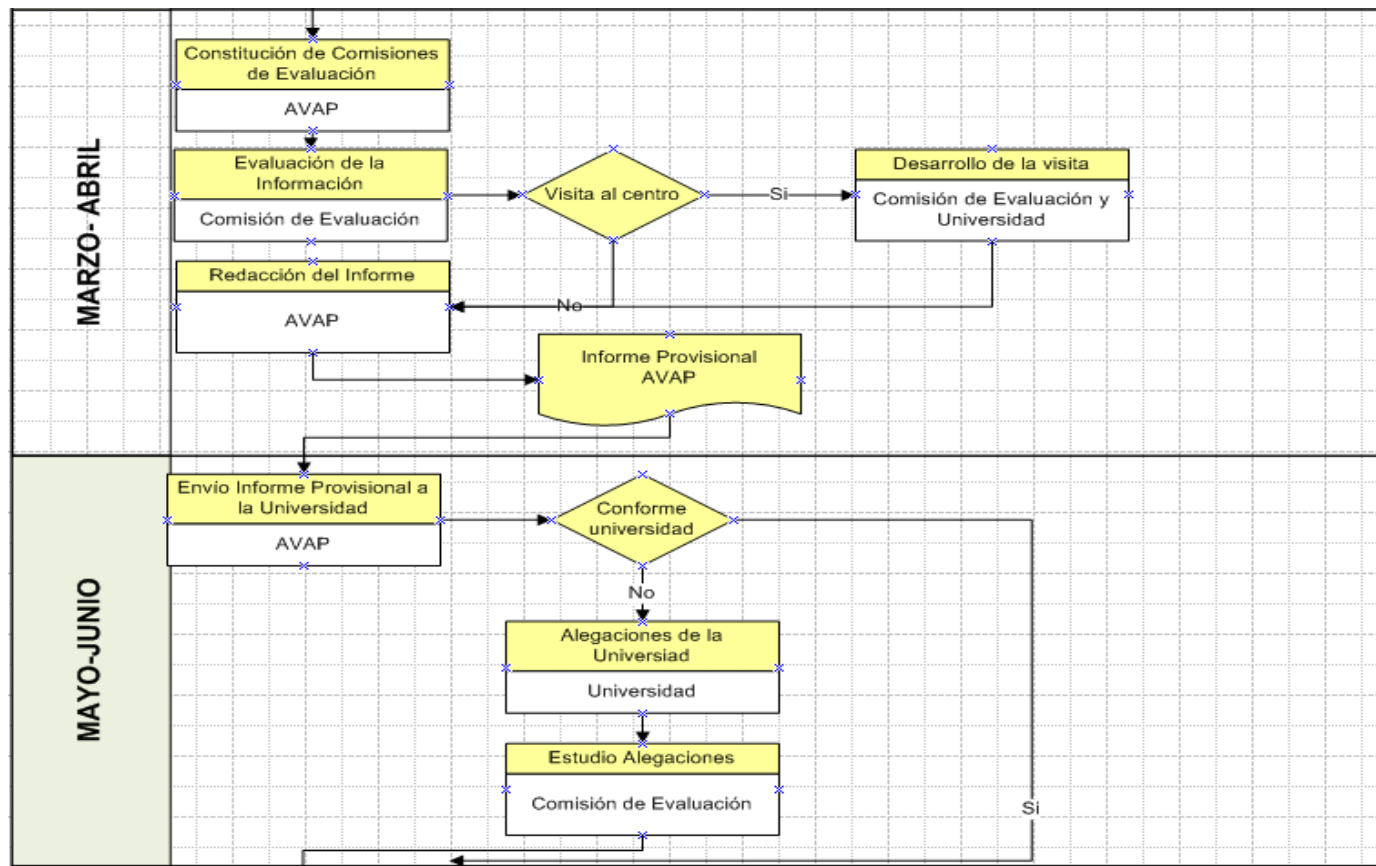 MARZO- ABRIL
Constitución de Comisiones
de Evaluación
AVAP
Evaluación de la
Información
Comisión de Evaluación
Visita al centro
Si
Desarrollo de la visita
Comisión de Evaluación y
Universidad
Redacción del Informe
AVAP
No
Informe Provisional
AVAP
MAYO-JUNIO
Envío Informe Provisional a
la Universidad
AVAP
Conforme
universidad
No
Alegaciones de la
Universiad
Universidad
Estudio Alegaciones
Comisión de Evaluación
Si